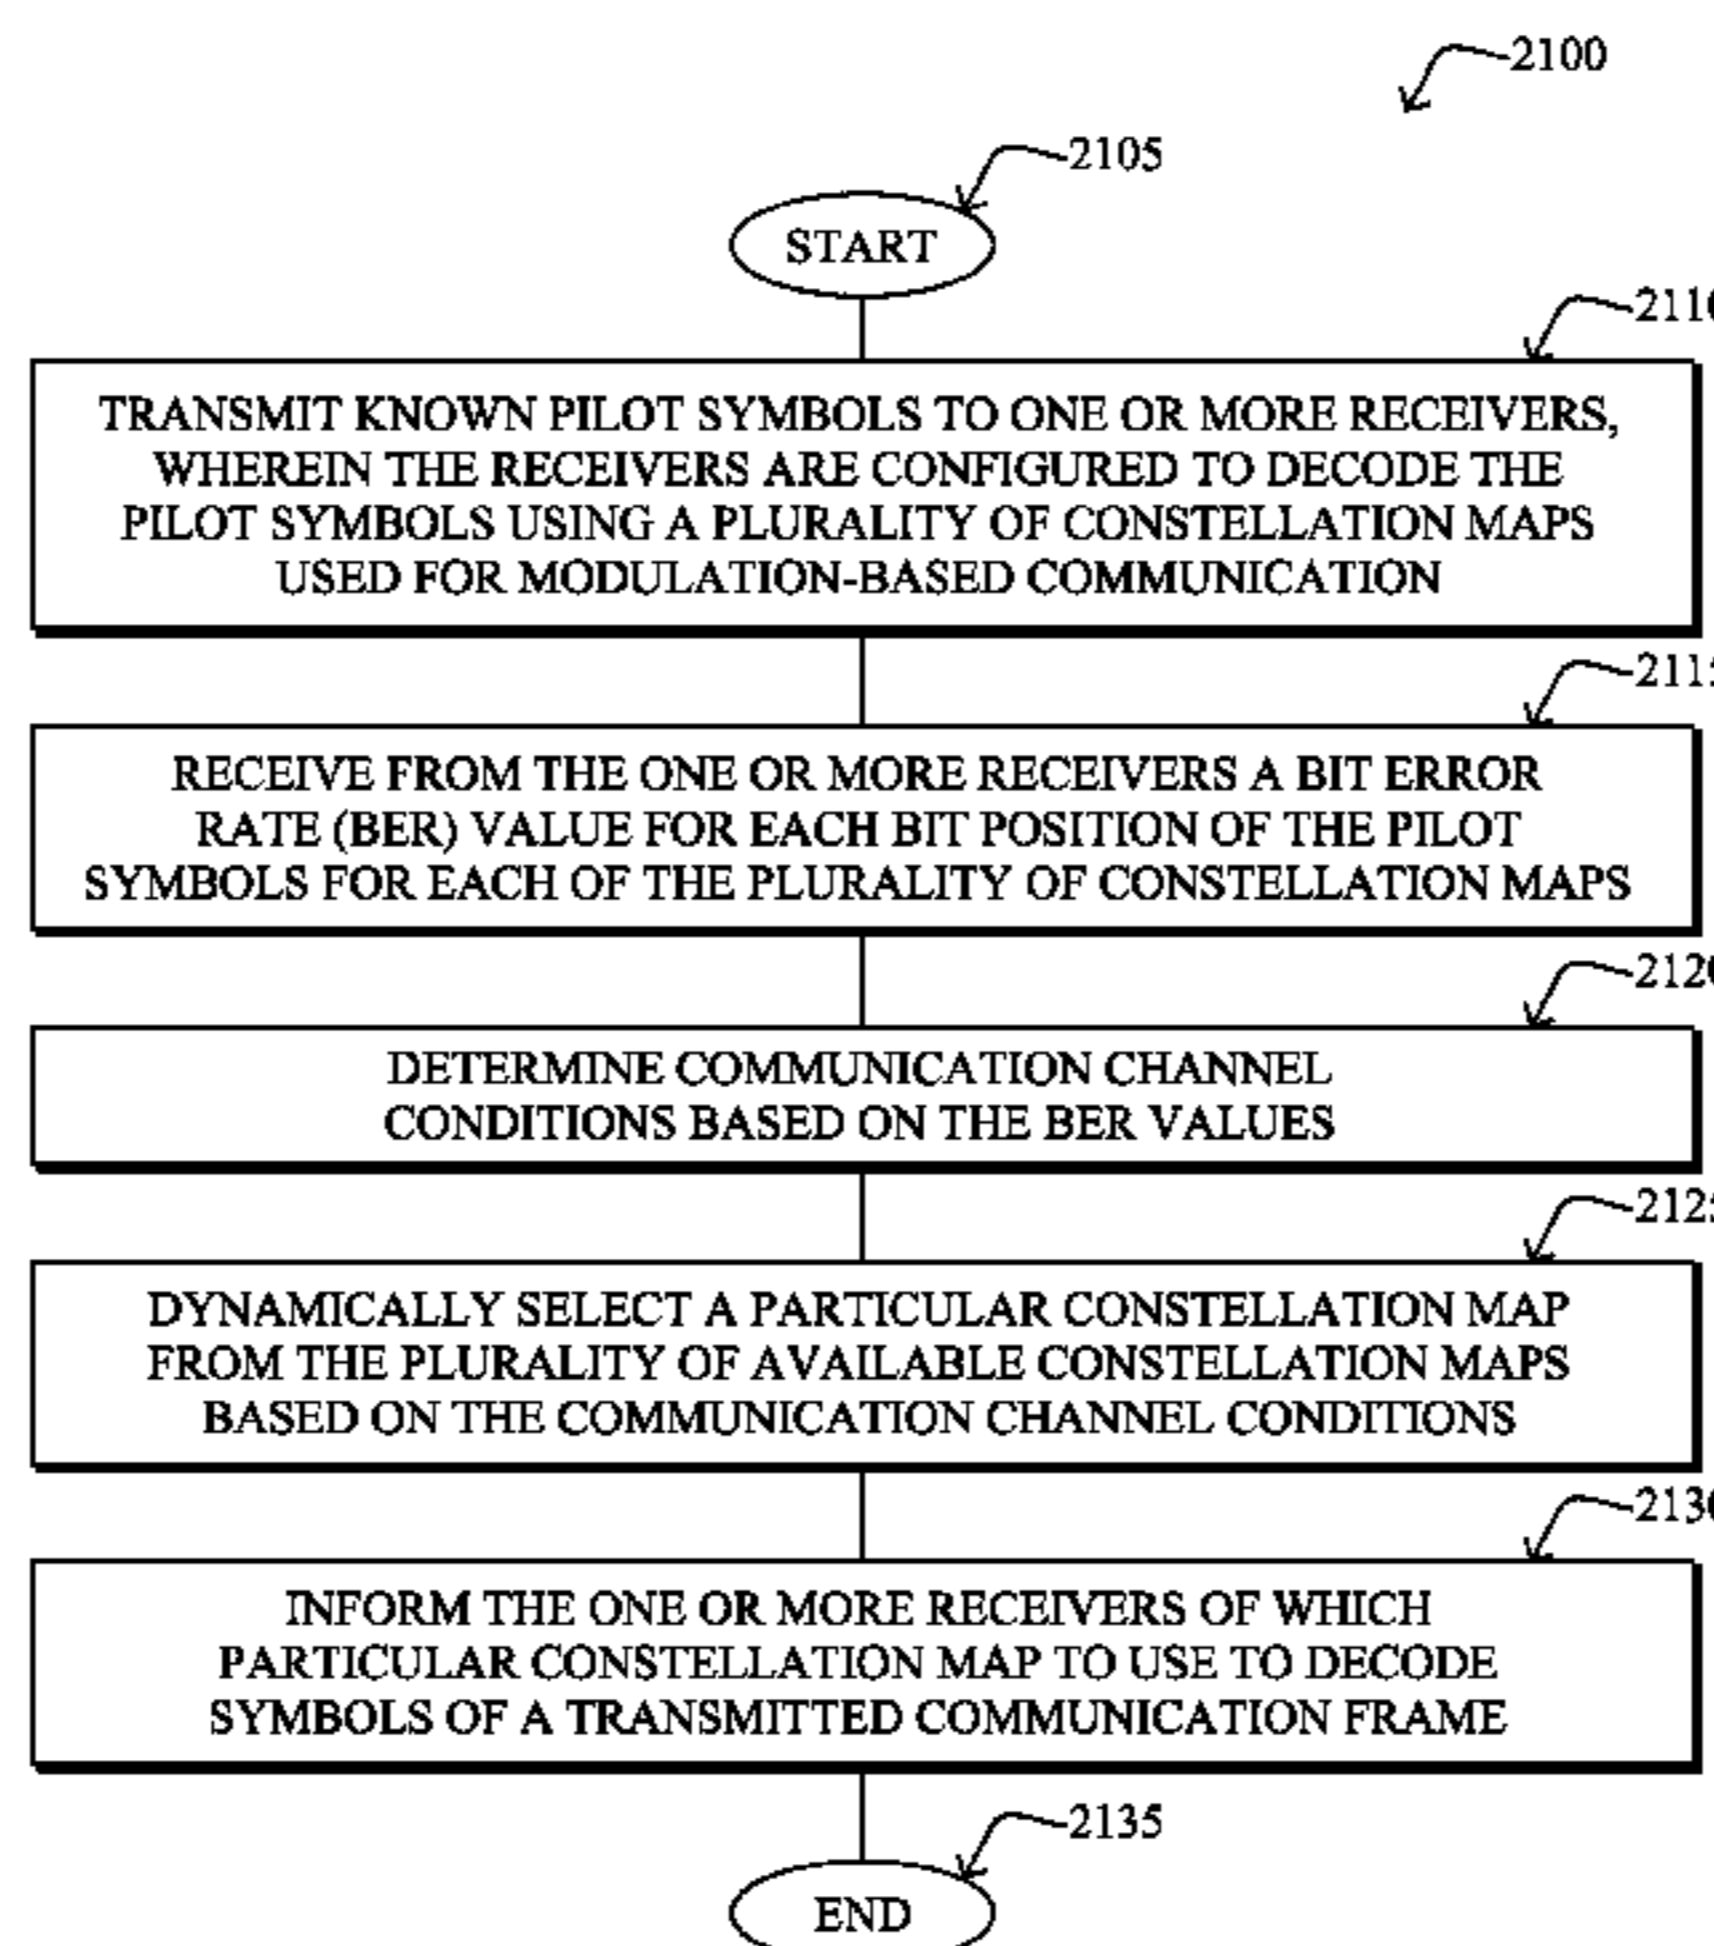 2100
2105
START
2110
TRANSMIT KNOWN PILOT SYMBOLS TO ONE OR MORE RECEIVERS,
WHEREIN THE RECEIVERS ARE CONFIGURED TO DECODE THE
PILOT SYMBOLS USING A PLURALITY OF CONSTELLATION MAPS
USED FOR MODULATION-BASED COMMUNICATION
2115
RECEIVE FROM THE ONE OR MORE RECEIVERS A BIT ERROR
RATE (BER) VALUE FOR EACH BIT POSITION OF THE PILOT
SYMBOLS FOR EACH OF THE PLURALITY OF CONSTELLATION MAPS
2120
DETERMINE COMMUNICATION CHANNEL
CONDITIONS BASED ON THE BER VALUES
2125
DYNAMICALLY SELECT A PARTICULAR CONSTELLATION MAP
FROM THE PLURALITY OF AVAILABLE CONSTELLATION MAPS
BASED ON THE COMMUNICATION CHANNEL CONDITIONS
2130
INFORM THE ONE OR MORE RECEIVERS OF WHICH
PARTICULAR CONSTELLATION MAP TO USE TO DECODE
SYMBOLS OF A TRANSMITTED COMMUNICATION FRAME
2135
END